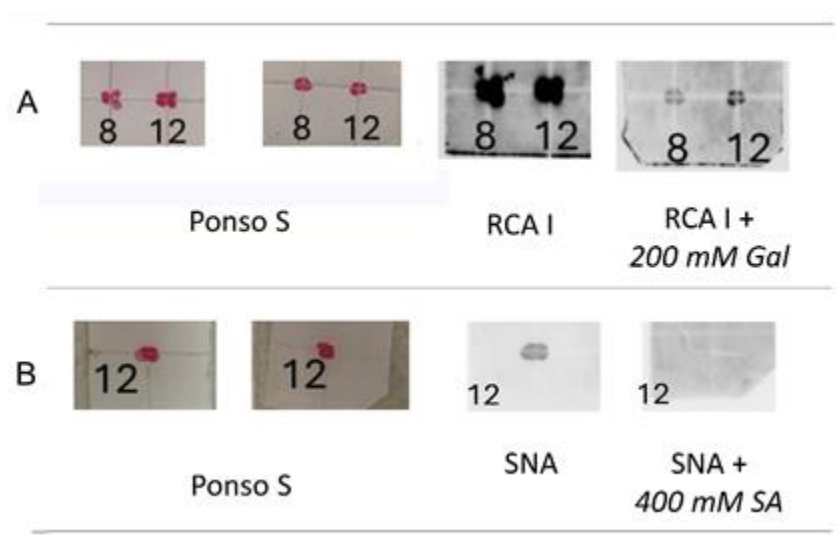 A
8 12
8 12
8 12
8 12
Ponso S
RCA I
RCA I +
200 mM Gal
B
12
12
12
12
Ponso S
SNA
SNA +
400 mM SA